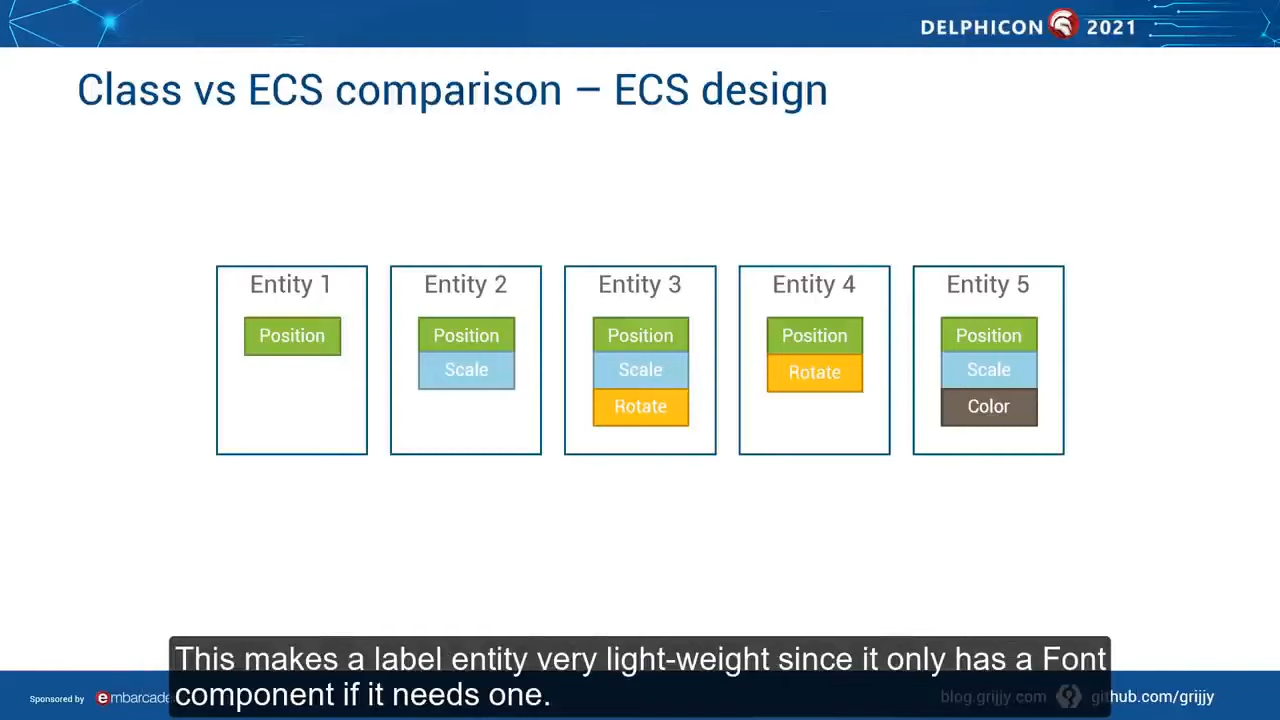 DELPHICON 2021
Class vs ECS comparison – ECS design
Entity 1
Position
Entity 2
Position
Scale
Entity 3
Position
Scale
Rotate
Entity 4
Position
Rotate
Entity 5
Position
Scale
Color
This makes a label entity very light-weight since it only has a Font
component if it needs one.
Sponsored by embarcade
blog.grijjy.com github.com/grijjy